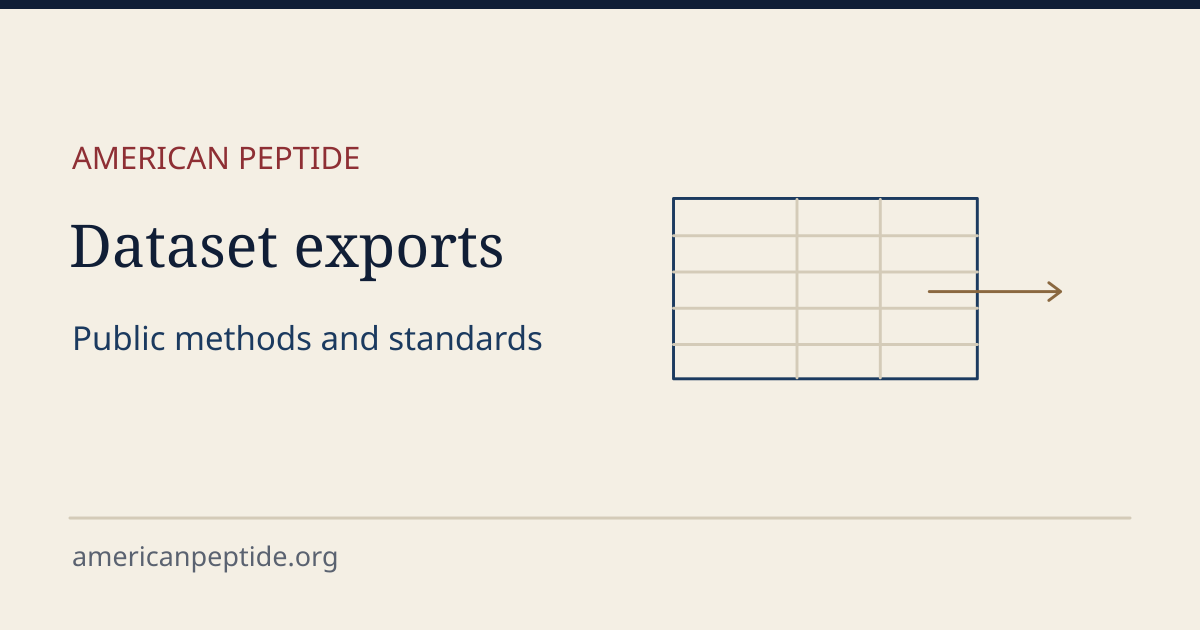 AMERICAN PEPTIDE
Dataset exports
Public methods and standards
americanpeptide.org